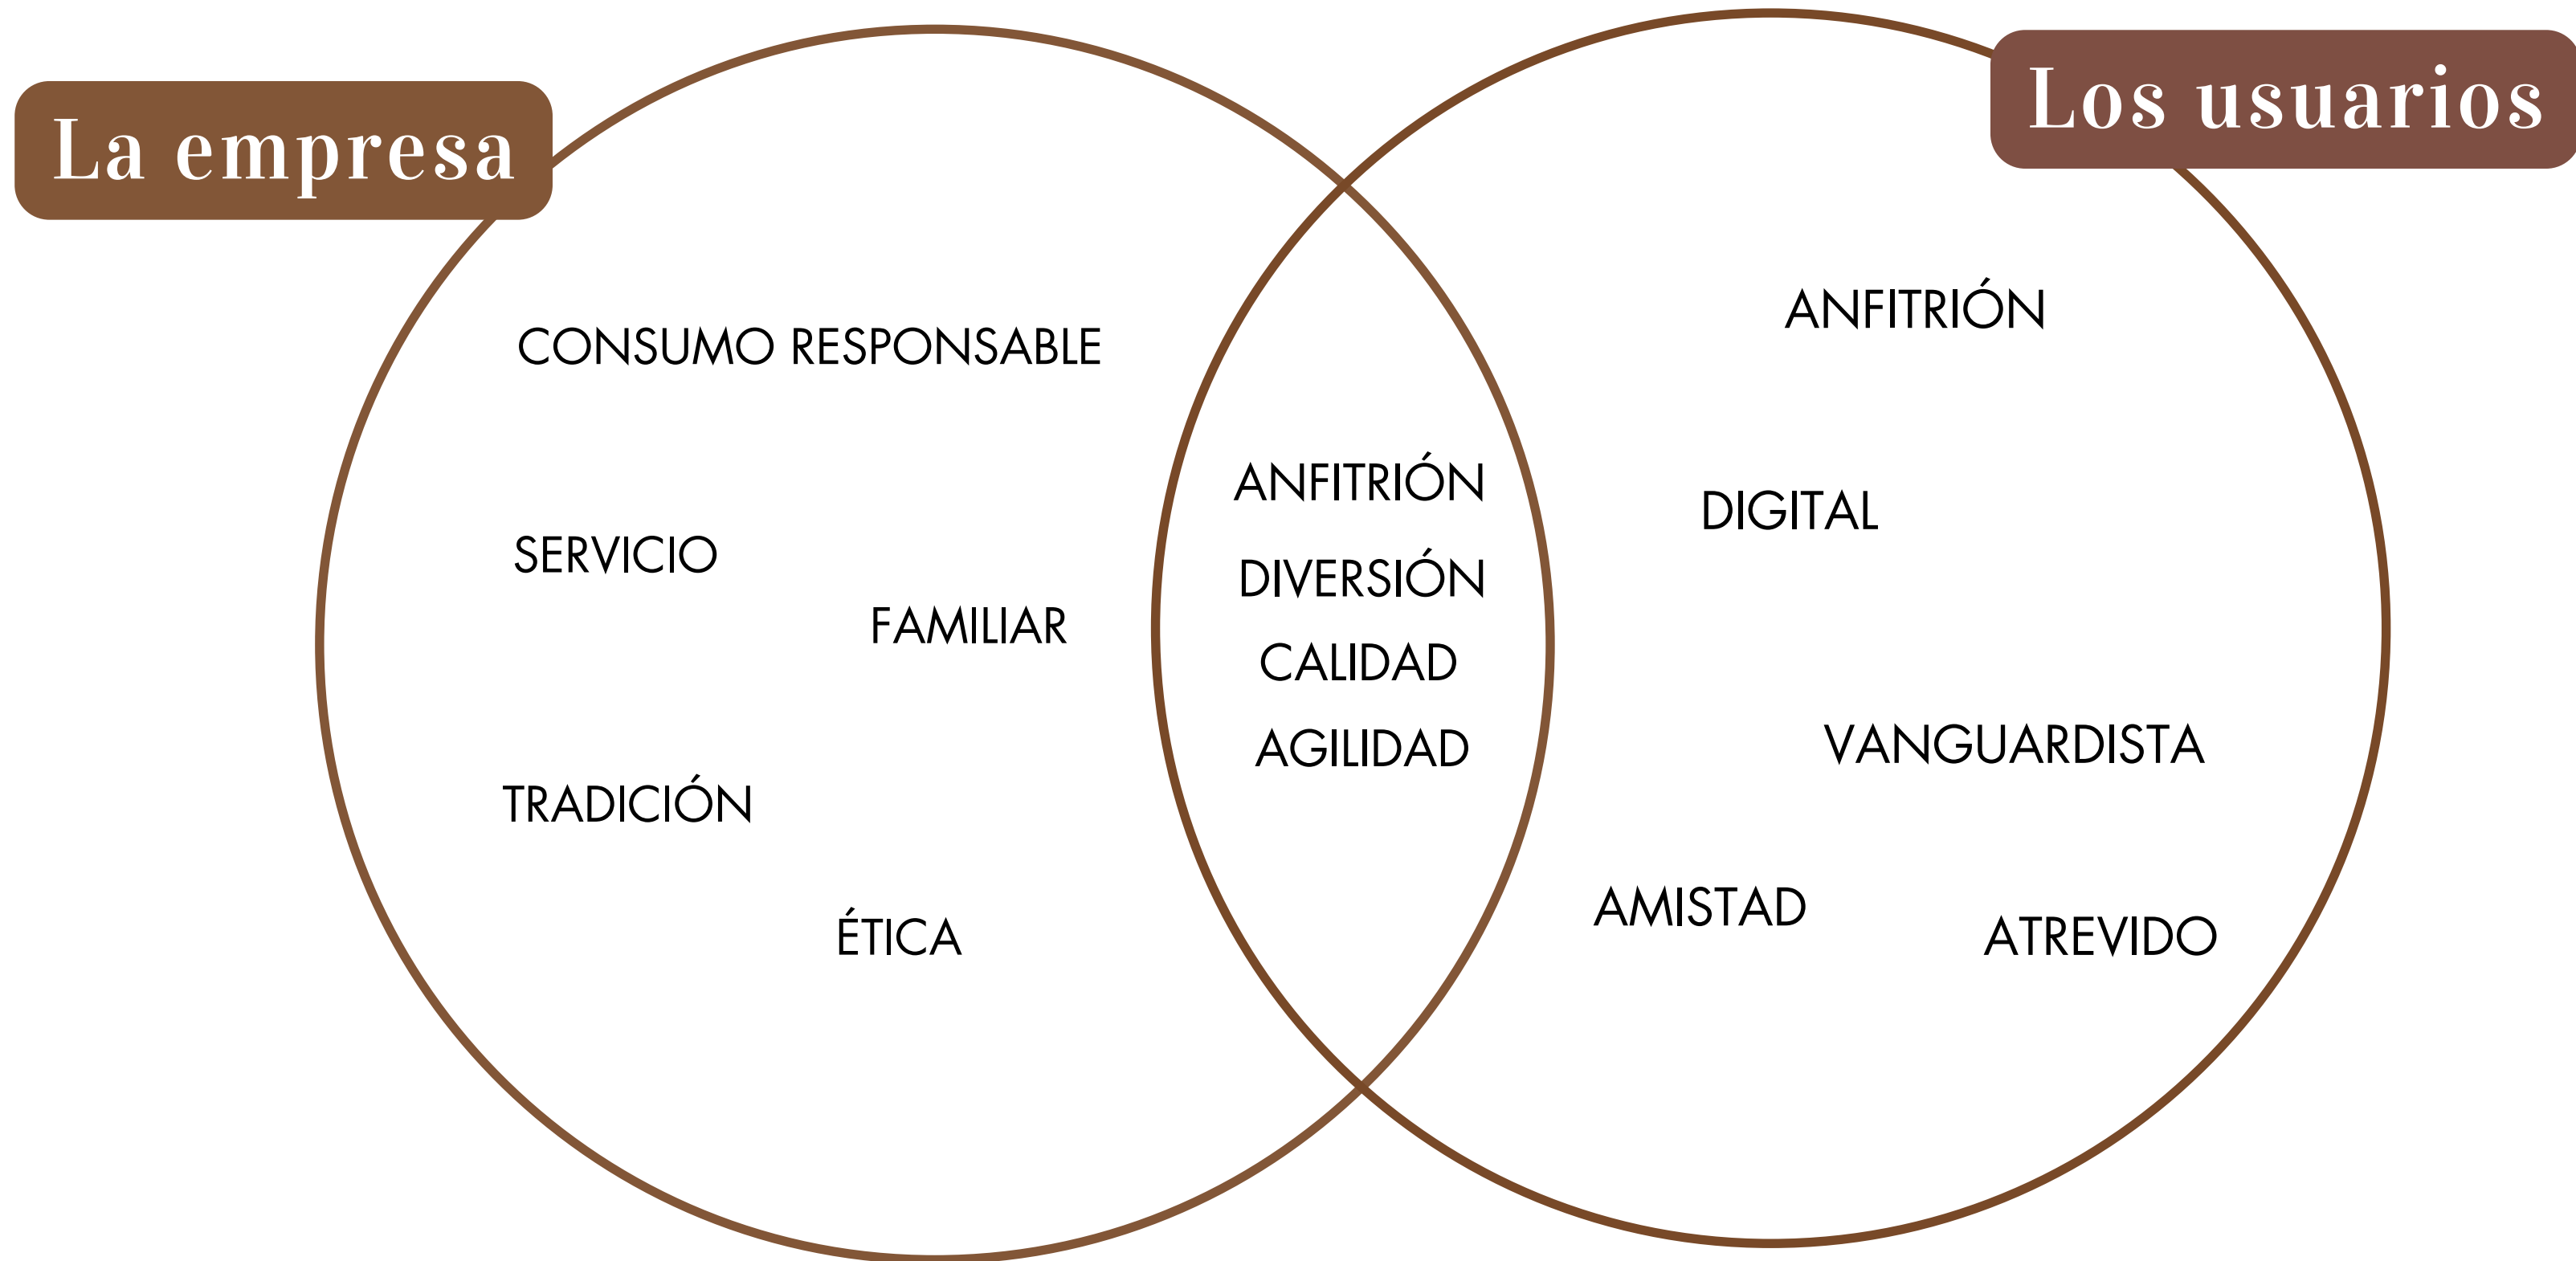 La empresa
Los usuarios
CONSUMO RESPONSABLE
SERVICIO
FAMILIAR
TRADICIÓN
ÉTICA
ANFITRIÓN
DIVERSIÓN
CALIDAD
AGILIDAD
ANFITRIÓN
DIGITAL
VANGUARDISTA
AMISTAD
ATREVIDO